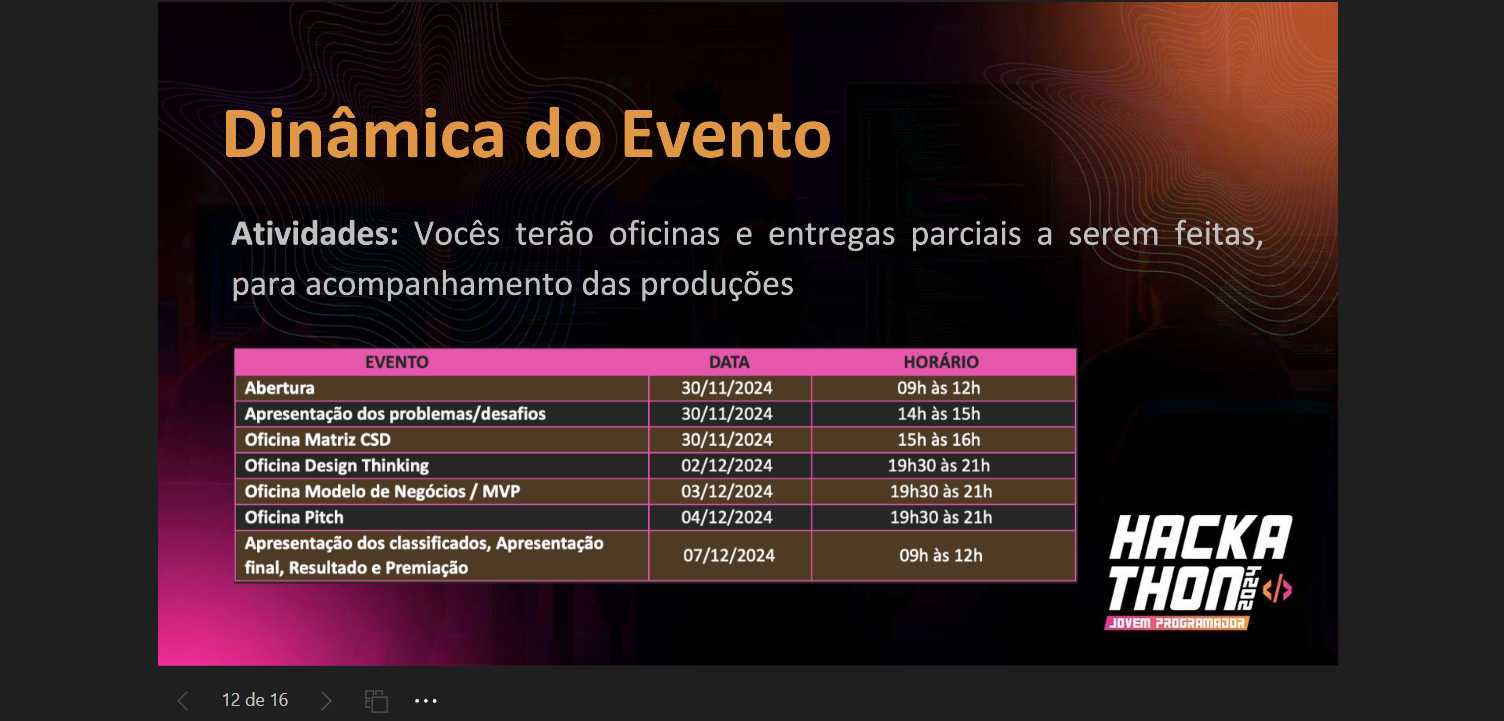 Dinâmica do Evento
Atividades: Vocês terão oficinas e entregas parciais a serem feitas,
para acompanhamento das produções
EVENTO DATA HORÁRIO
Abertura 30/11/2024 09h às 12h
Apresentação dos problemas/desafios 30/11/2024 14h às 15h
Oficina Matriz CSD 30/11/2024 15h às 16h
Oficina Design Thinking 02/12/2024 19h30 às 21h
Oficina Modelo de Negócios / MVP 03/12/2024 19h30 às 21h
Oficina Pitch 04/12/2024 19h30 às 21h
Apresentação dos classificados, Apresentação
final, Resultado e Premiação 07/12/2024 09h às 12h
HACKA
THON 2024 </>
JOVEM PROGRAMADOR
12 de 16